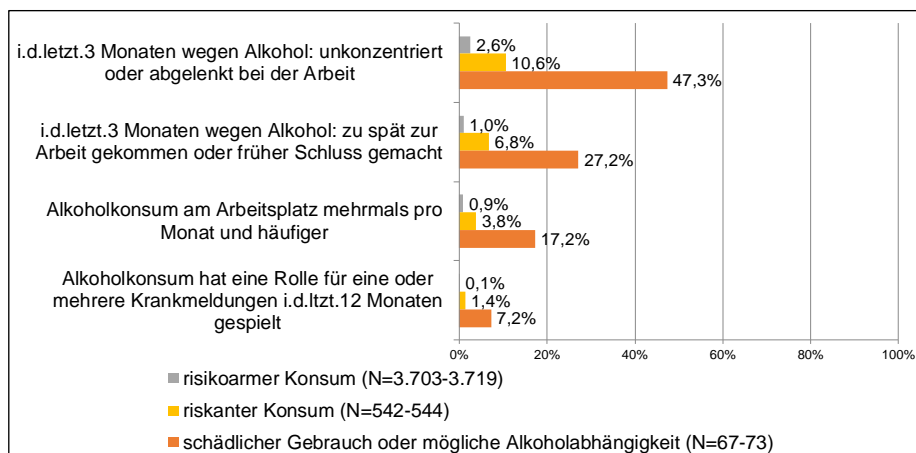 i.d.letzt.3 Monaten wegen Alkohol: unkonzentriert
oder abgelenkt bei der Arbeit
2,6%
10,6%
47,3%
i.d.letzt.3 Monaten wegen Alkohol: zu spät zur
Arbeit gekommen oder früher Schluss gemacht
1,0%
6,8%
27,2%
Alkoholkonsum am Arbeitsplatz mehrmals pro
Monat und häufiger
0,9%
3,8%
17,2%
Alkoholkonsum hat eine Rolle für eine oder
mehrere Krankmeldungen i.d.ltzt.12 Monaten
gespielt
0,1%
1,4%
7,2%
0% 20% 40% 60% 80% 100%
risikoarmer Konsum (N=3.703-3.719)
riskanter Konsum (N=542-544)
schädlicher Gebrauch oder mögliche Alkoholabhängigkeit (N=67-73)